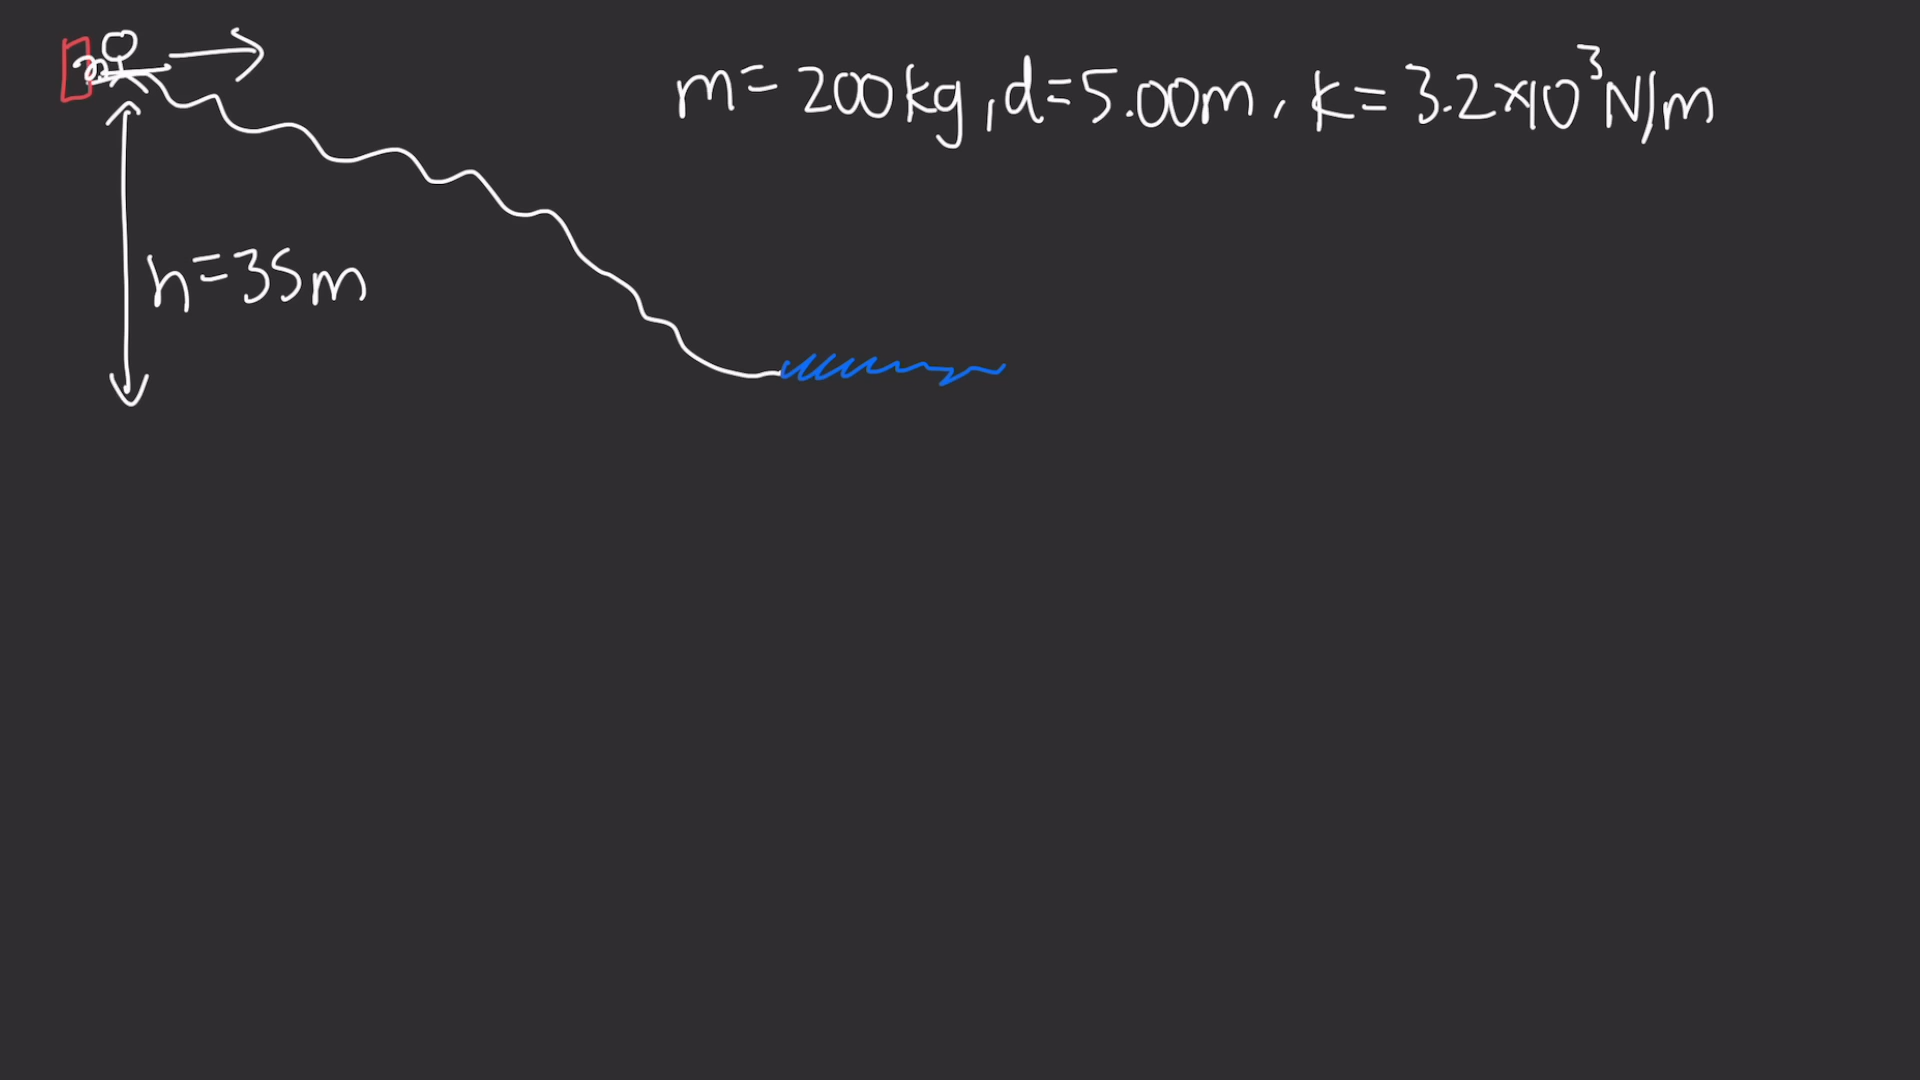 m= 200kg, d=5.00m, k= 3.2×10³N/m
h=35m